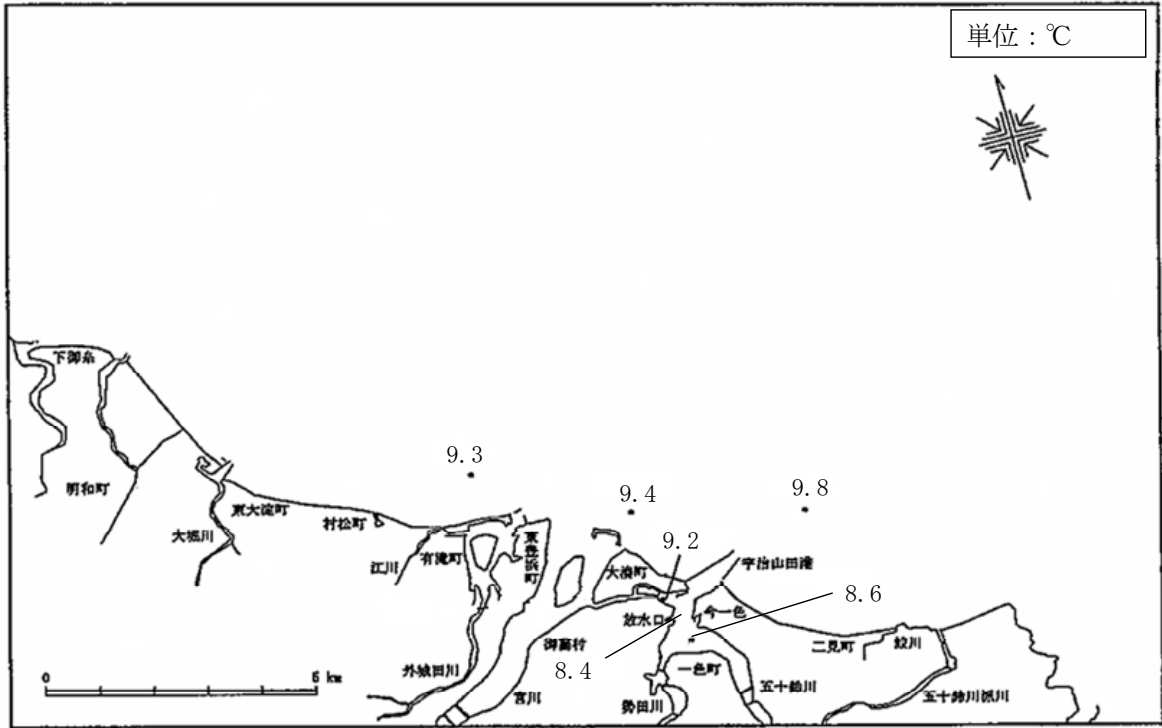 単位：℃
下御糸
9.3
9.4
9.8
明和町
東大淀町
村松町
東豊浜町
9.2
大堀川
江川
有滝町
大湊町
宇治山田港
放水口
今一色
8.6
御薗村
二見町
鮫川
外城田川
8.4
一色町
0
6 km
宮川
勢田川
五十鈴川
五十鈴川派川